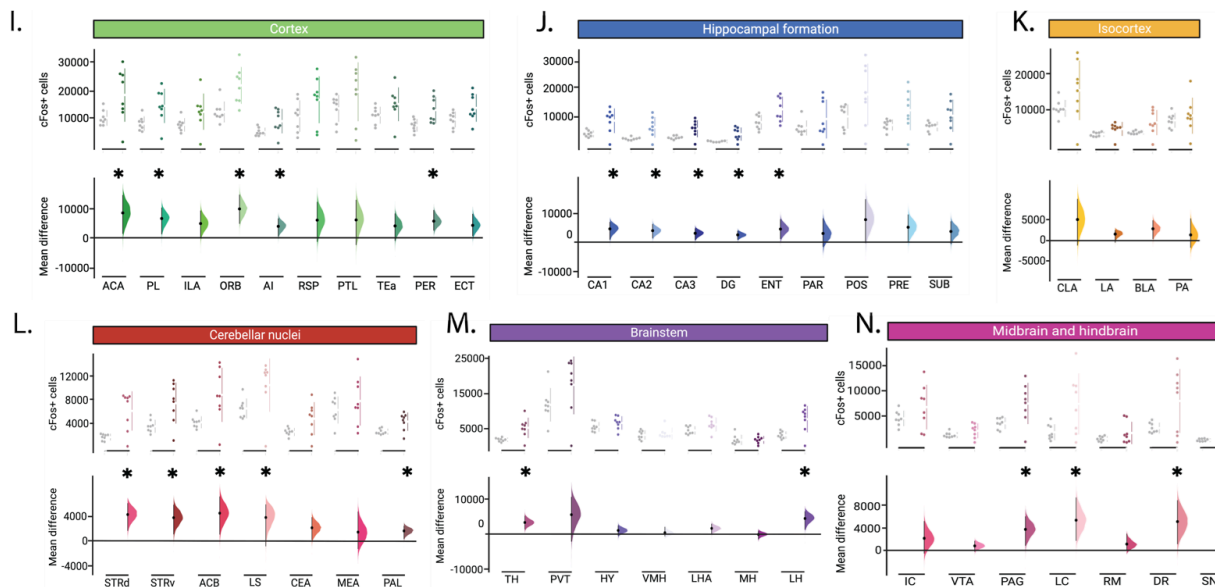 I.
Cortex
cFos+ cells
30000
20000
10000
* * * * *
Mean difference
10000
0
-10000
ACA PL ILA ORB AI RSP PTL TEa PER ECT
J.
Hippocampal formation
cFos+ cells
30000
20000
10000
* * * * *
Mean difference
10000
0
-10000
CA1 CA2 CA3 DG ENT PAR POS PRE SUB
K.
Isocortex
cFos+ cells
20000
10000
Mean difference
5000
0
-5000
CLA LA BLA PA
L.
Cerebellar nuclei
cFos+ cells
12000
8000
4000
* * * * *
Mean difference
4000
0
-4000
STRd STRv ACB LS CEA MEA PAL
M.
Brainstem
cFos+ cells
25000
15000
5000
* *
Mean difference
10000
0
-10000
TH PVT HY VMH LHA MH LH
N.
Midbrain and hindbrain
cFos+ cells
15000
10000
5000
* * *
Mean difference
8000
4000
0
IC VTA PAG LC RM DR